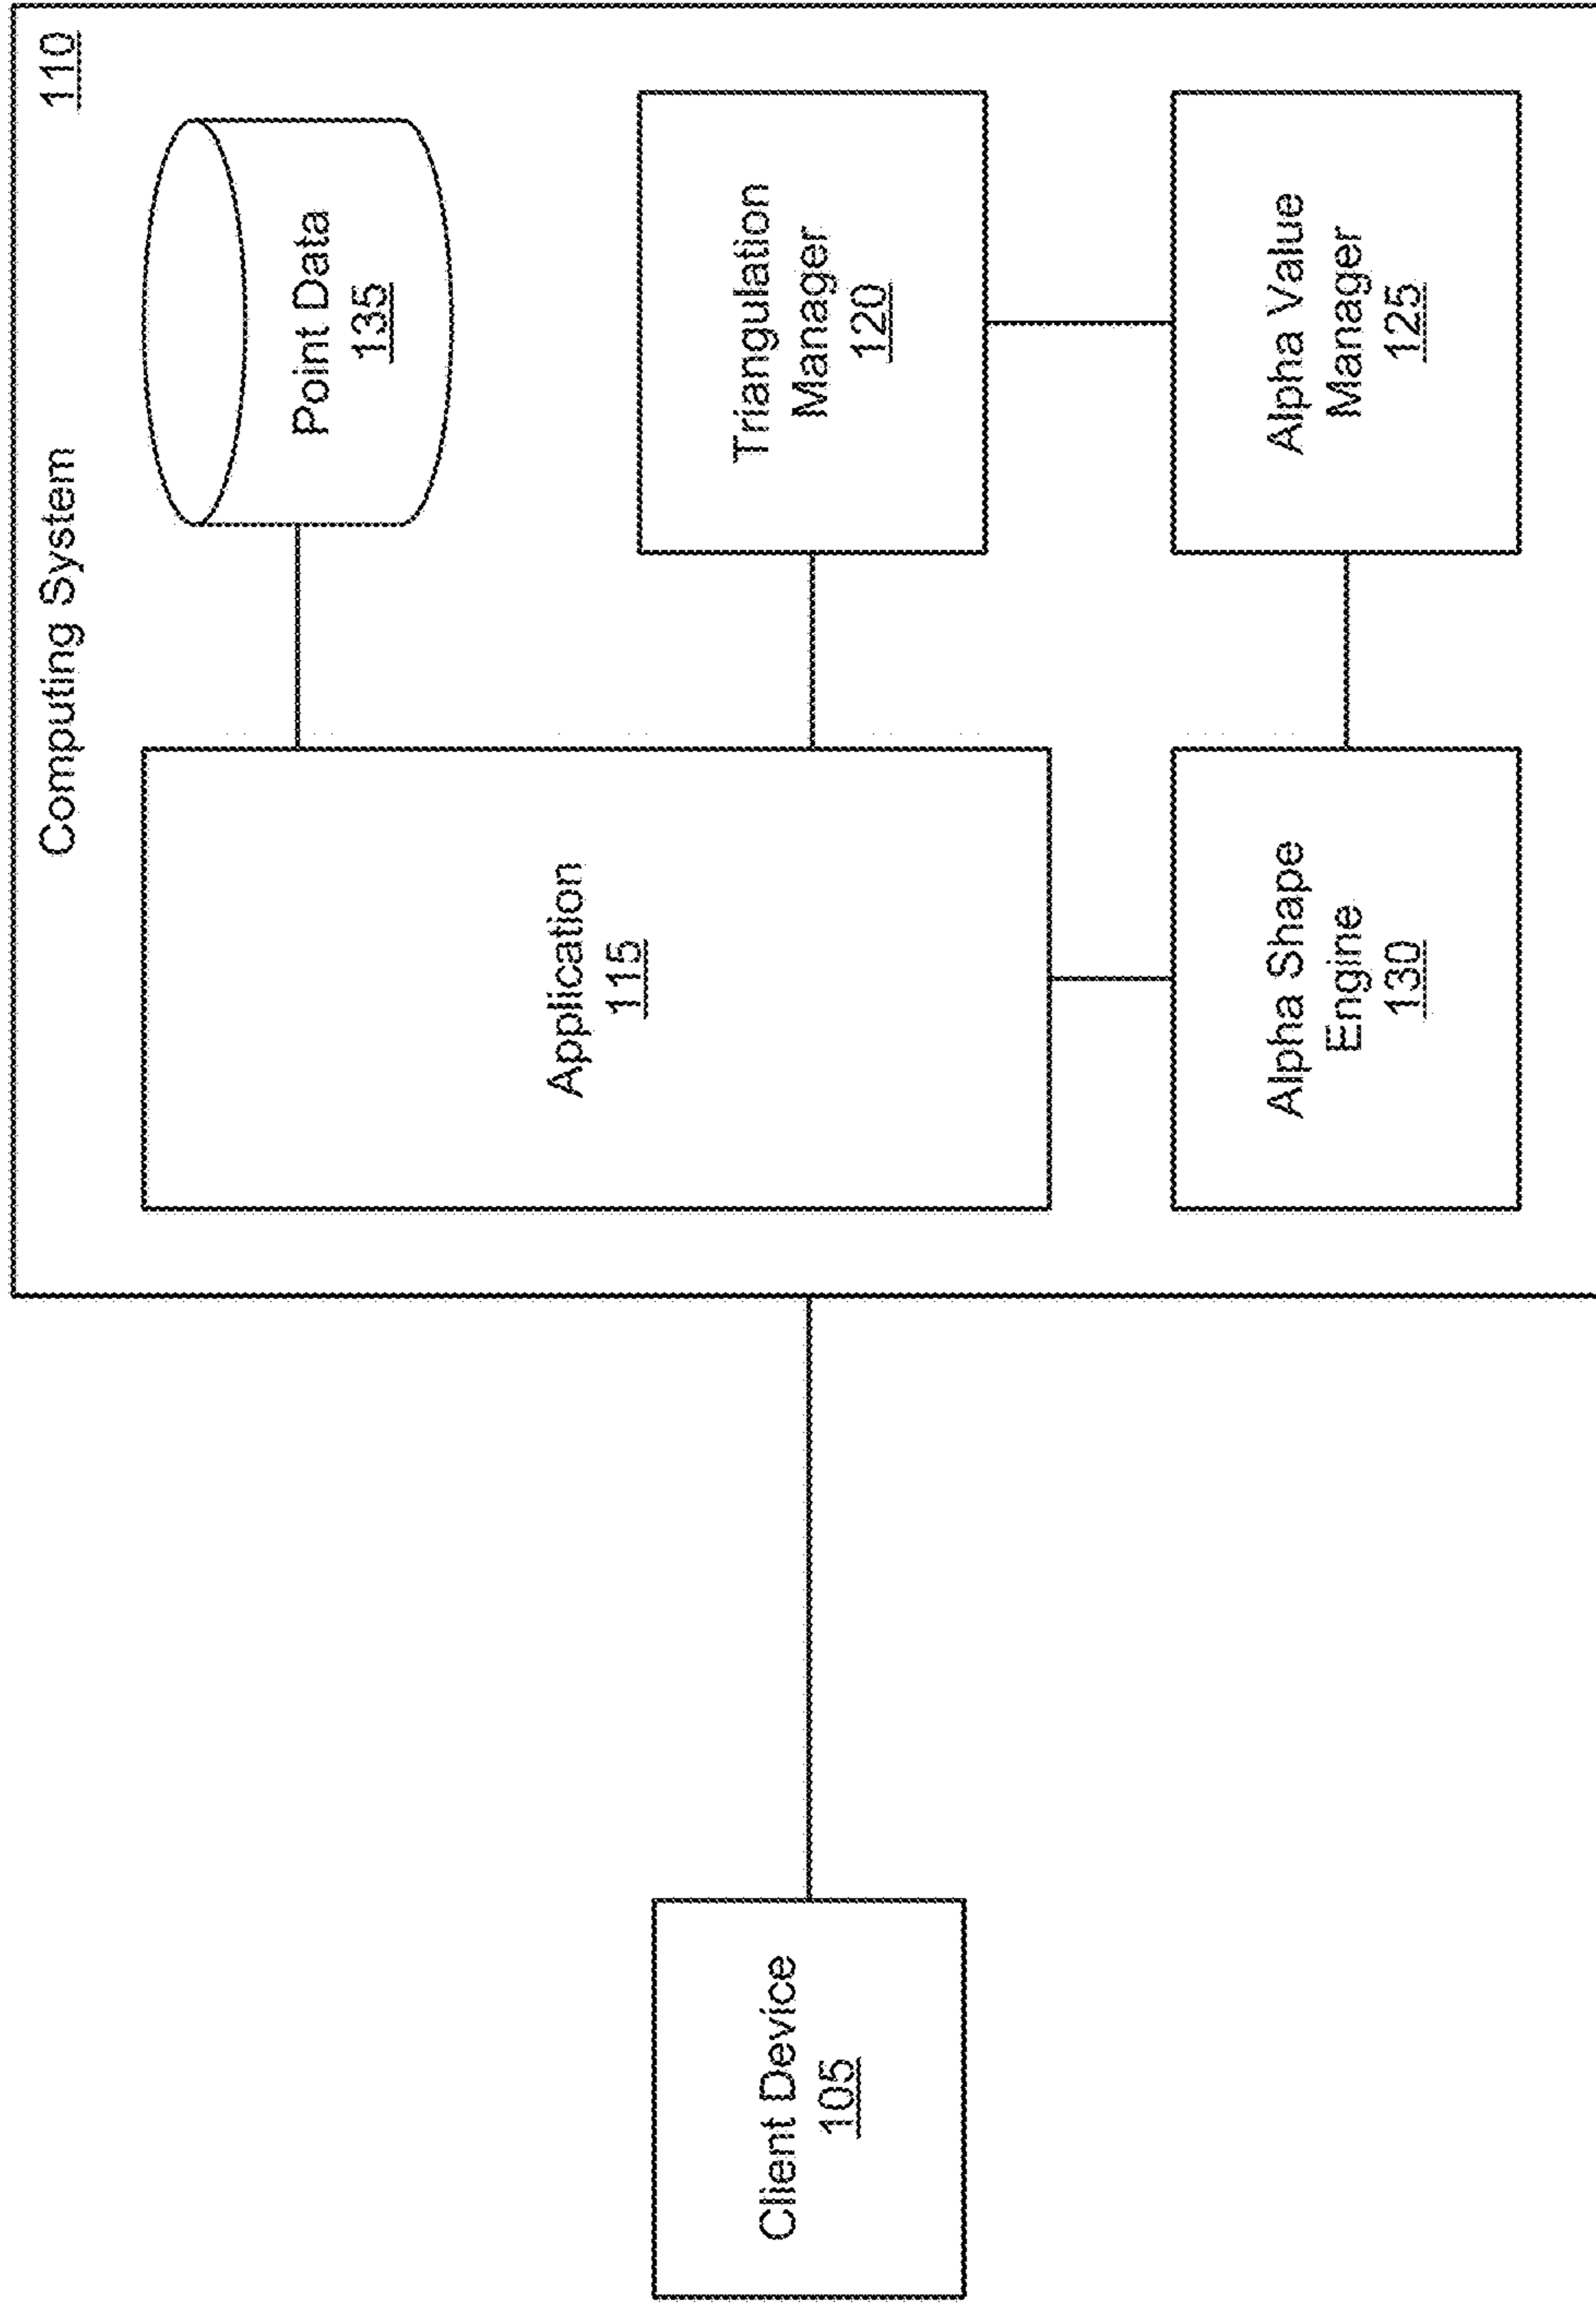 Computing System
110
Client Device
105
Application
115
Point Data
135
Triangulation
Manager
120
Alpha Shape
Engine
130
Alpha Value
Manager
125